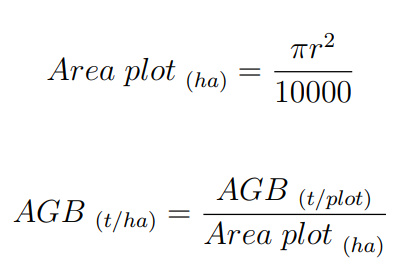 Area plot (ha) = πr² / 10000
AGB (t/ha) = AGB (t/plot) / Area plot (ha)